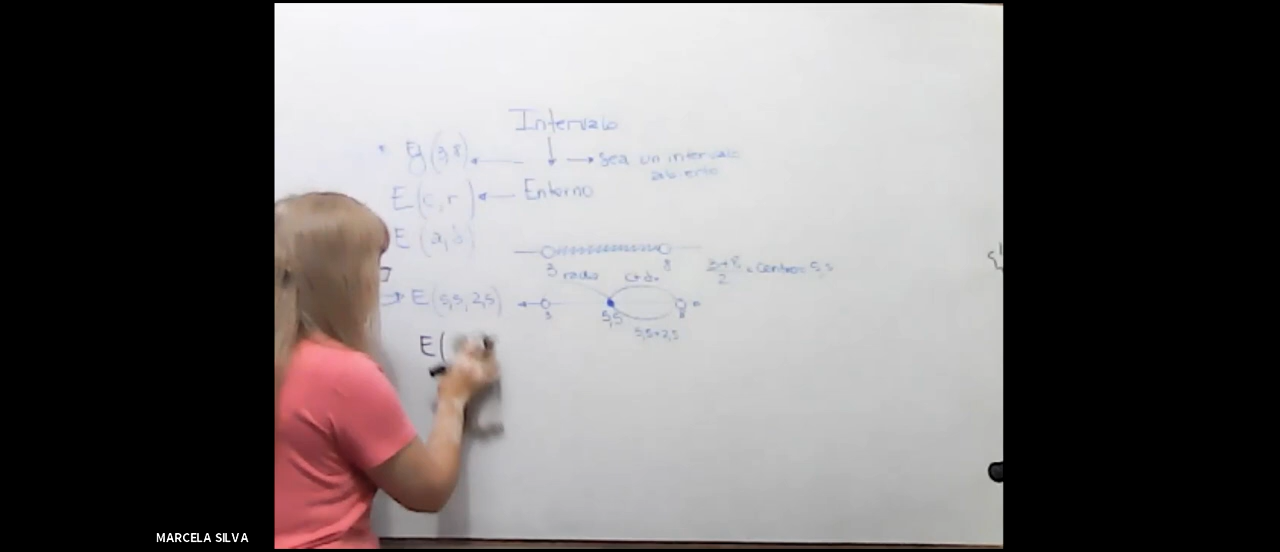 Intervalo
Ej (3,8) ← ↓ → sea un intervalo
abierto
E(c, r) ← Entorno
E(a,b)
3 8
radio c+d 3+8/2 = centro = 5,5
→ E(5,5, 2,5)
3 5,5 8
5,5+2,5
E(
MARCELA SILVA